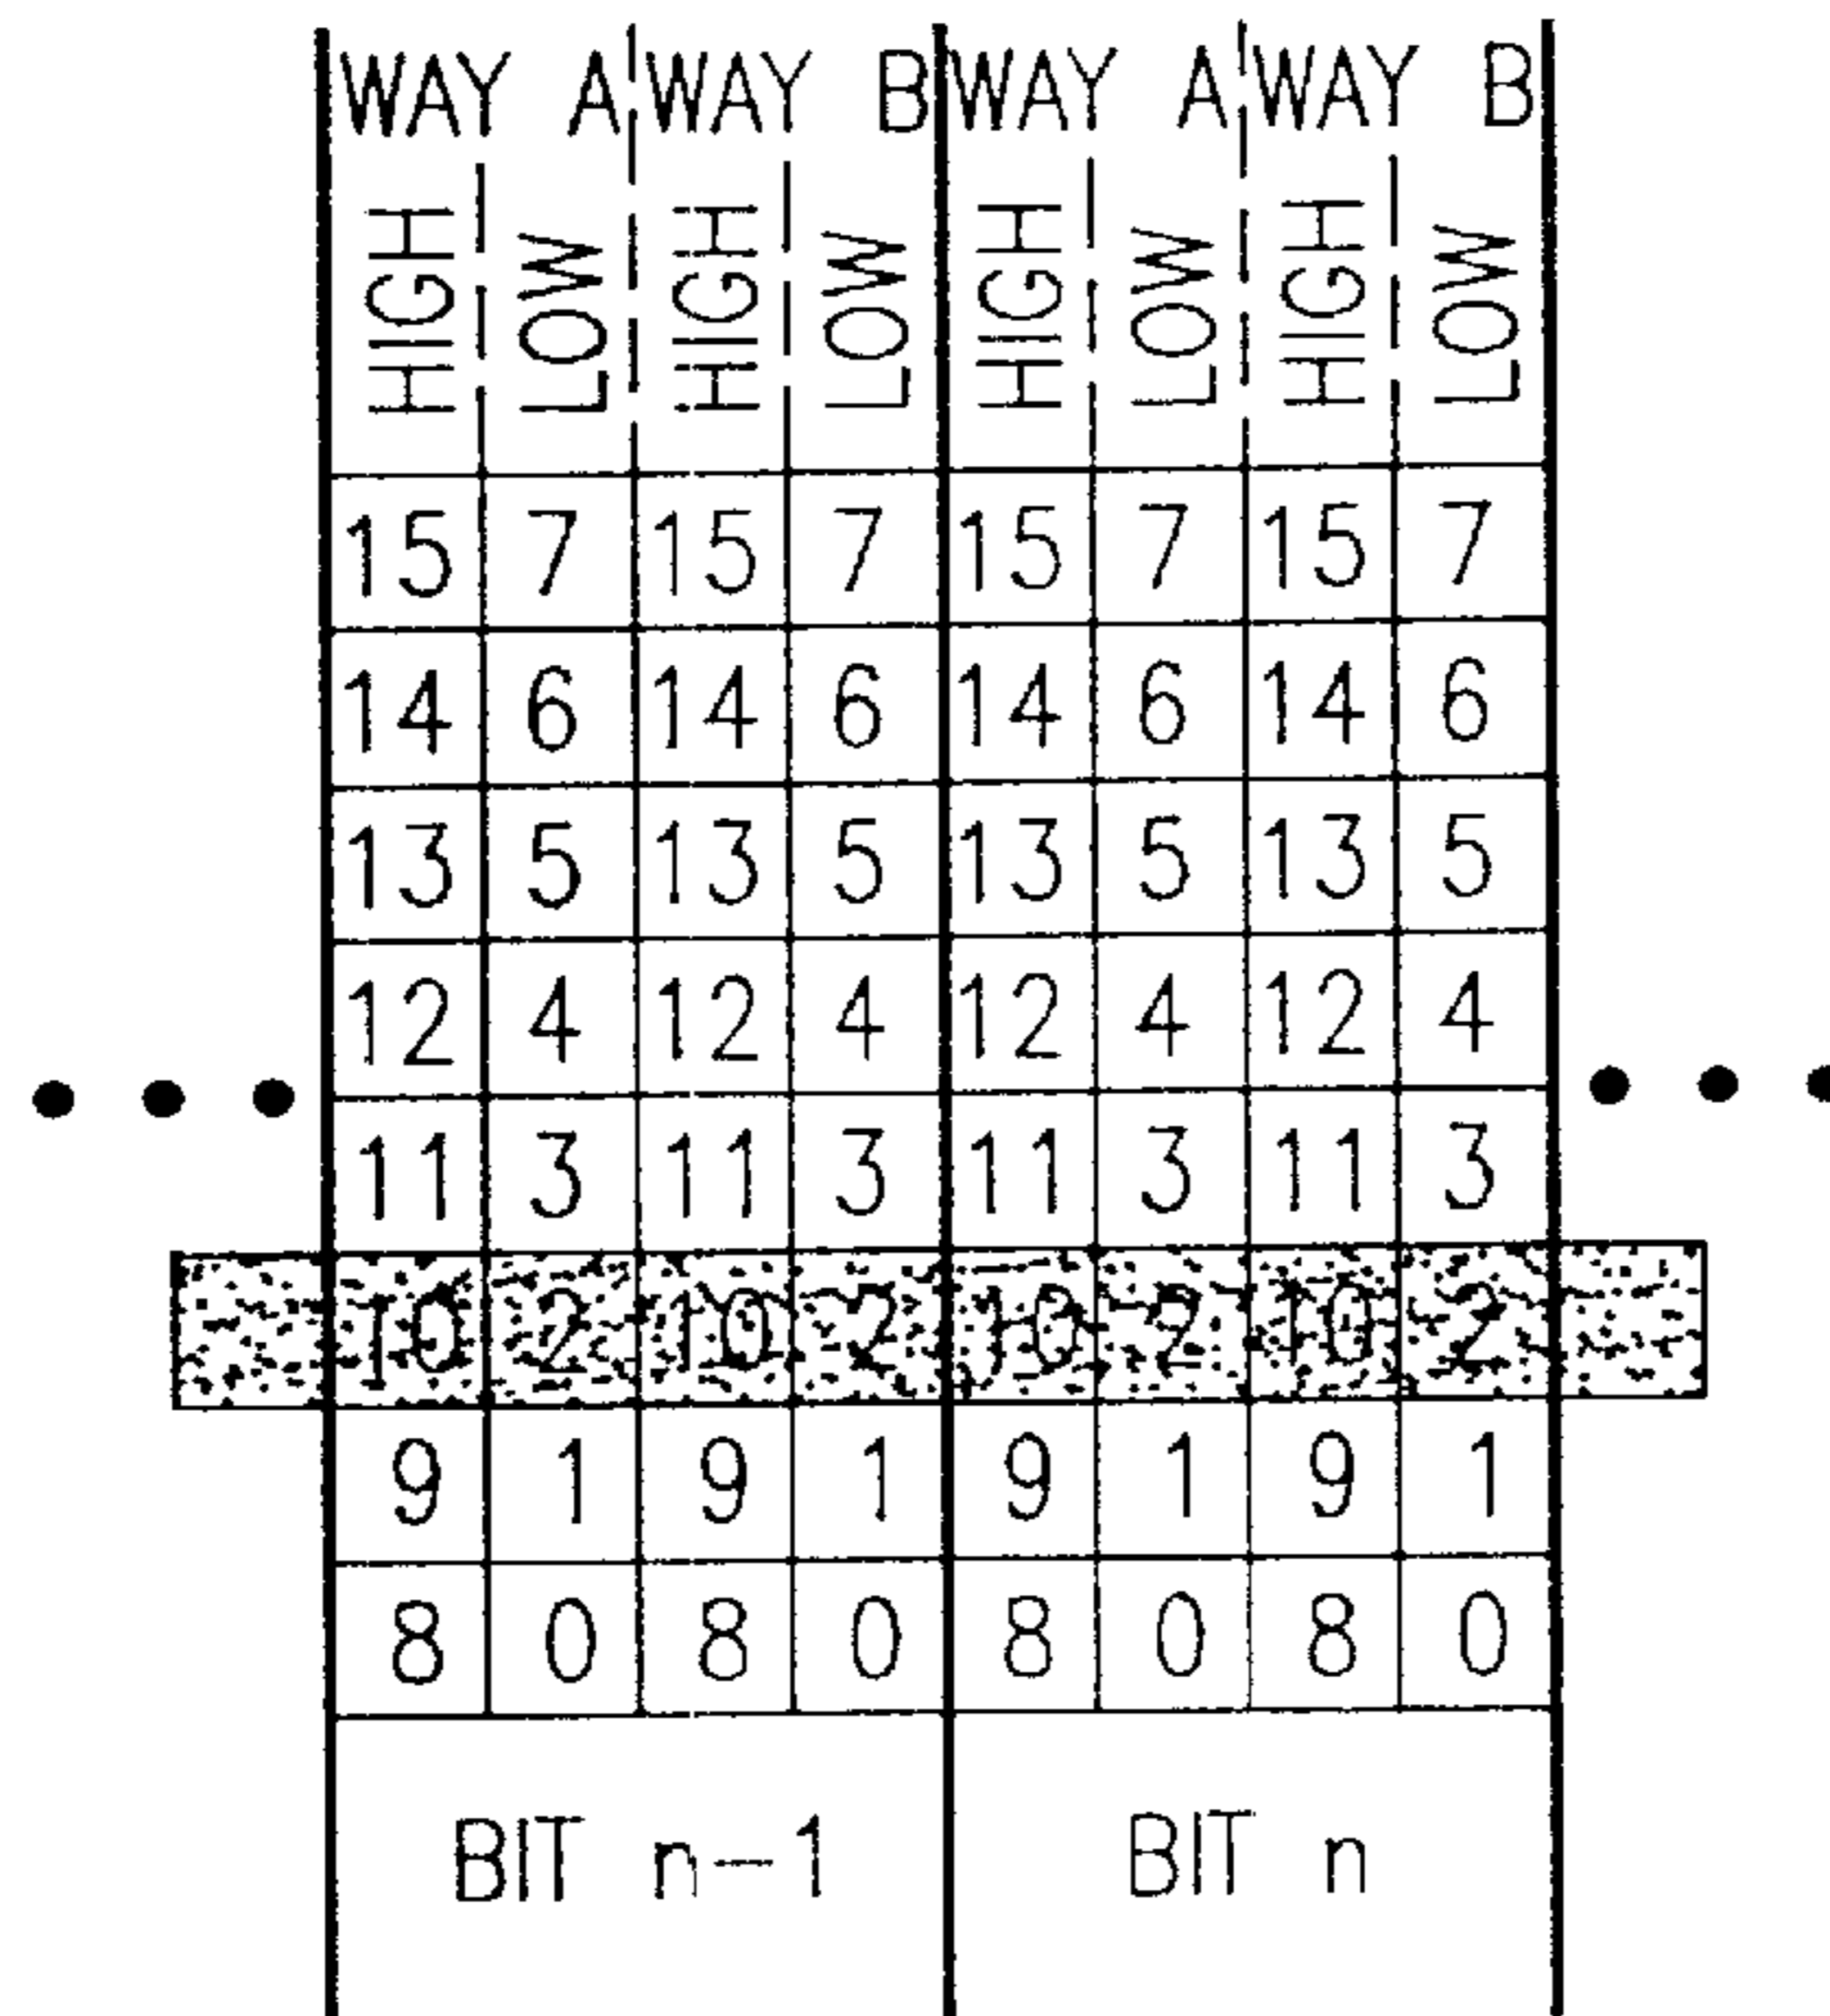 WAY A WAY B WAY A WAY B
HIGH LOW HIGH LOW HIGH LOW HIGH LOW
15 7 15 7 15 7 15 7
14 6 14 6 14 6 14 6
13 5 13 5 13 5 13 5
12 4 12 4 12 4 12 4
11 3 11 3 11 3 11 3
10 2 10 2 10 2 10 2
9 1 9 1 9 1 9 1
8 0 8 0 8 0 8 0
BIT n-1 BIT n